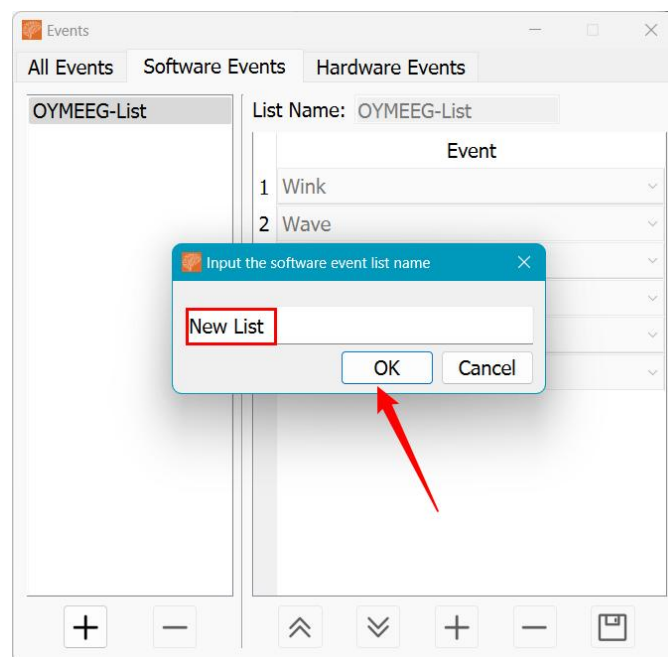 Events
All Events Software Events Hardware Events
OYMEEG-List
List Name: OYMEEG-List
Event
1 Wink
2 Wave
Input the software event list name
New List
OK Cancel